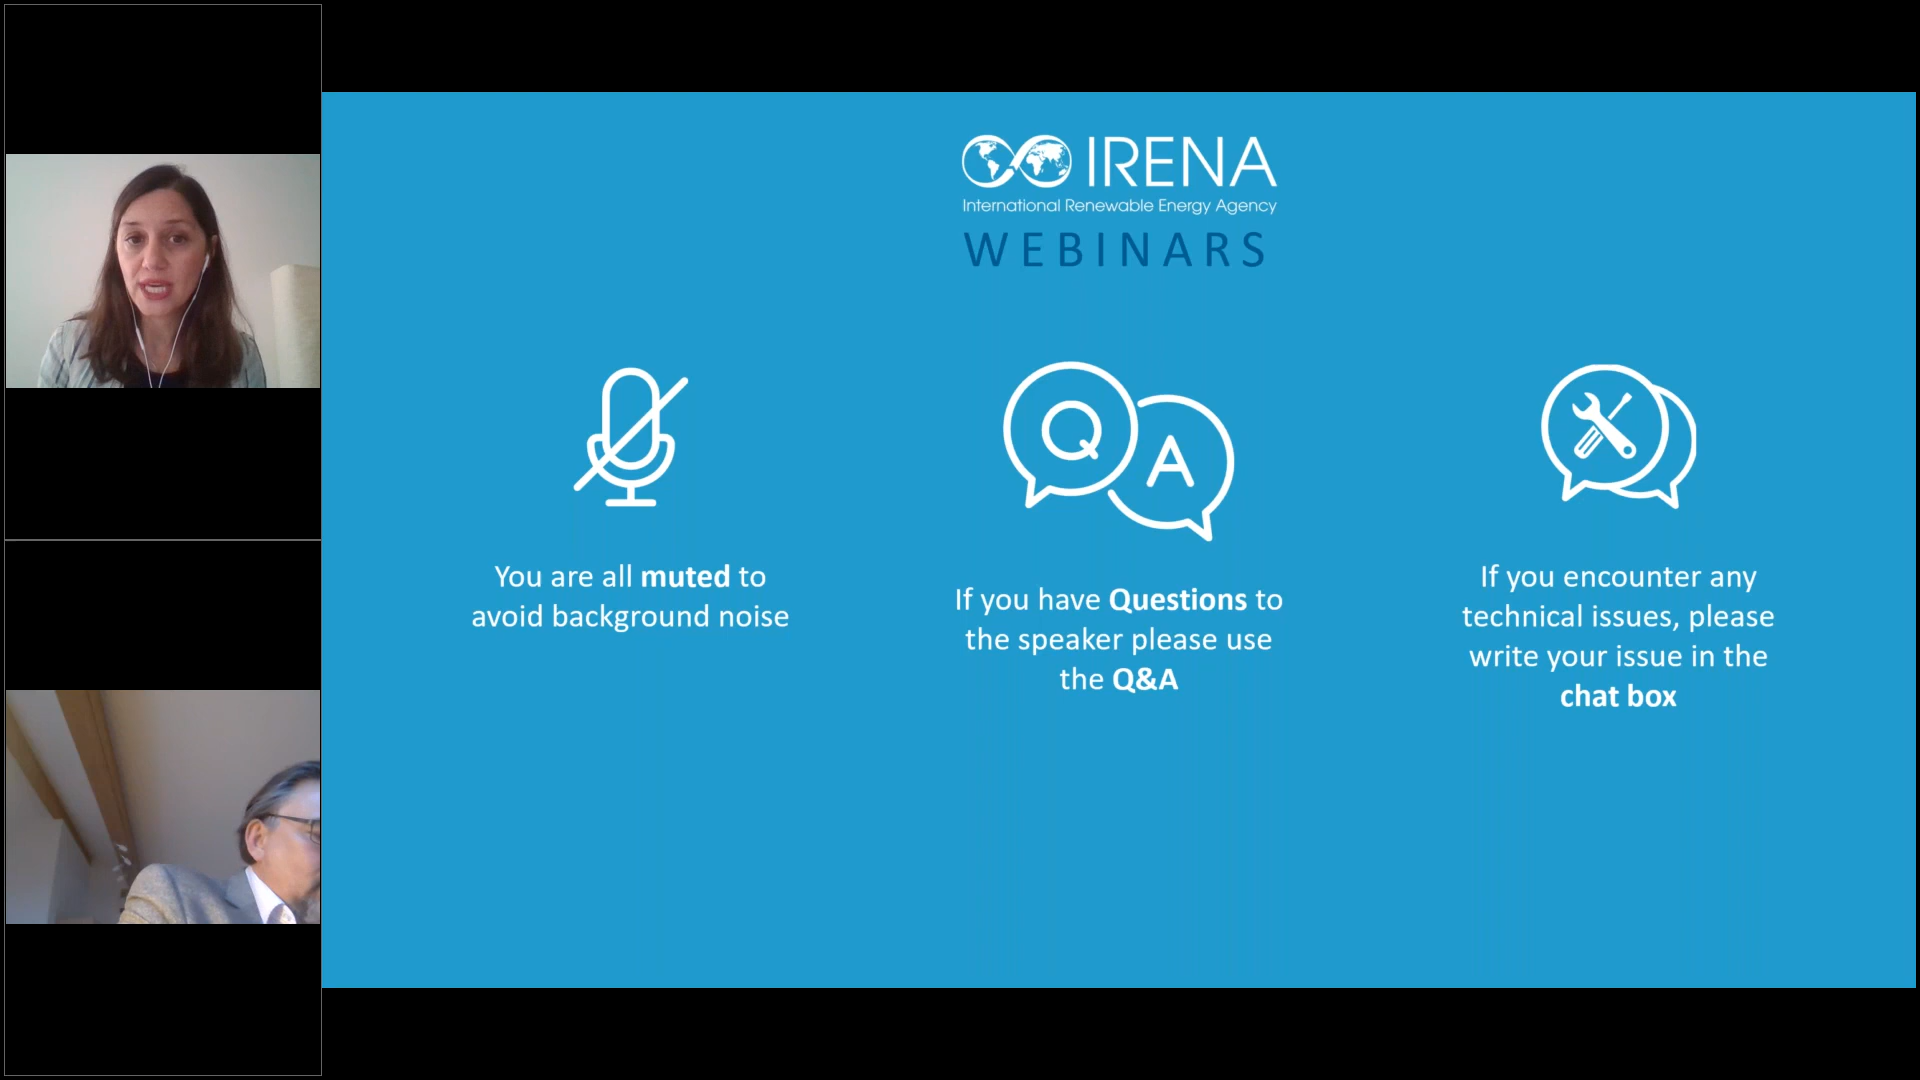 IRENA
International Renewable Energy Agency
WEBINARS
Q
A
You are all muted to
avoid background noise
If you have Questions to
the speaker please use
the Q&A
If you encounter any
technical issues, please
write your issue in the
chat box